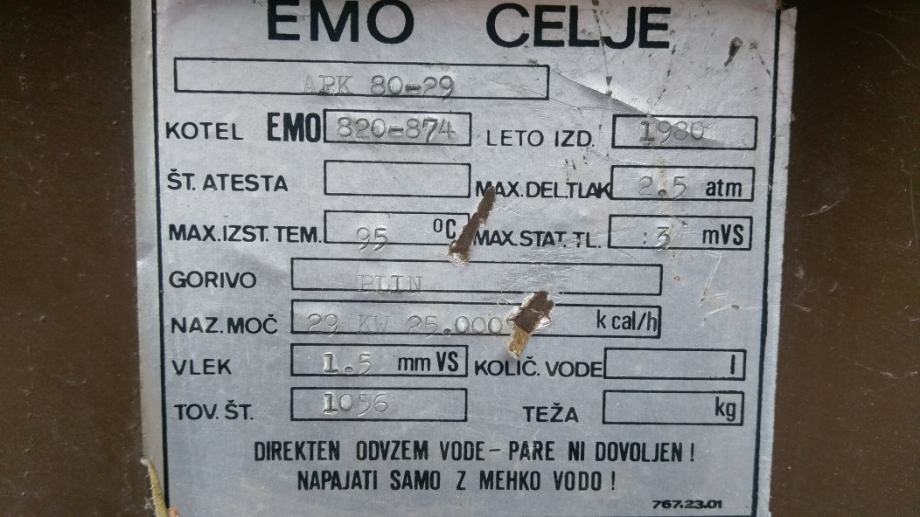 EMO CELJE
APK 80-29
KOTEL EMO 820-874 LETO IZD. 1980
ŠT. ATESTA MAX.DEL.TLAK 2.5 atm
MAX.IZST. TEM. 95 °C MAX.STAT. TL. :3 mVS
GORIVO PLIN
NAZ.MOČ 29 KW 25.000 k cal/h
VLEK 1.5 mm VS KOLIČ. VODE l
TOV. ŠT. 1056 TEŽA kg
DIREKTEN ODVZEM VODE - PARE NI DOVOLJEN !
NAPAJATI SAMO Z MEHKO VODO !
767.23.01